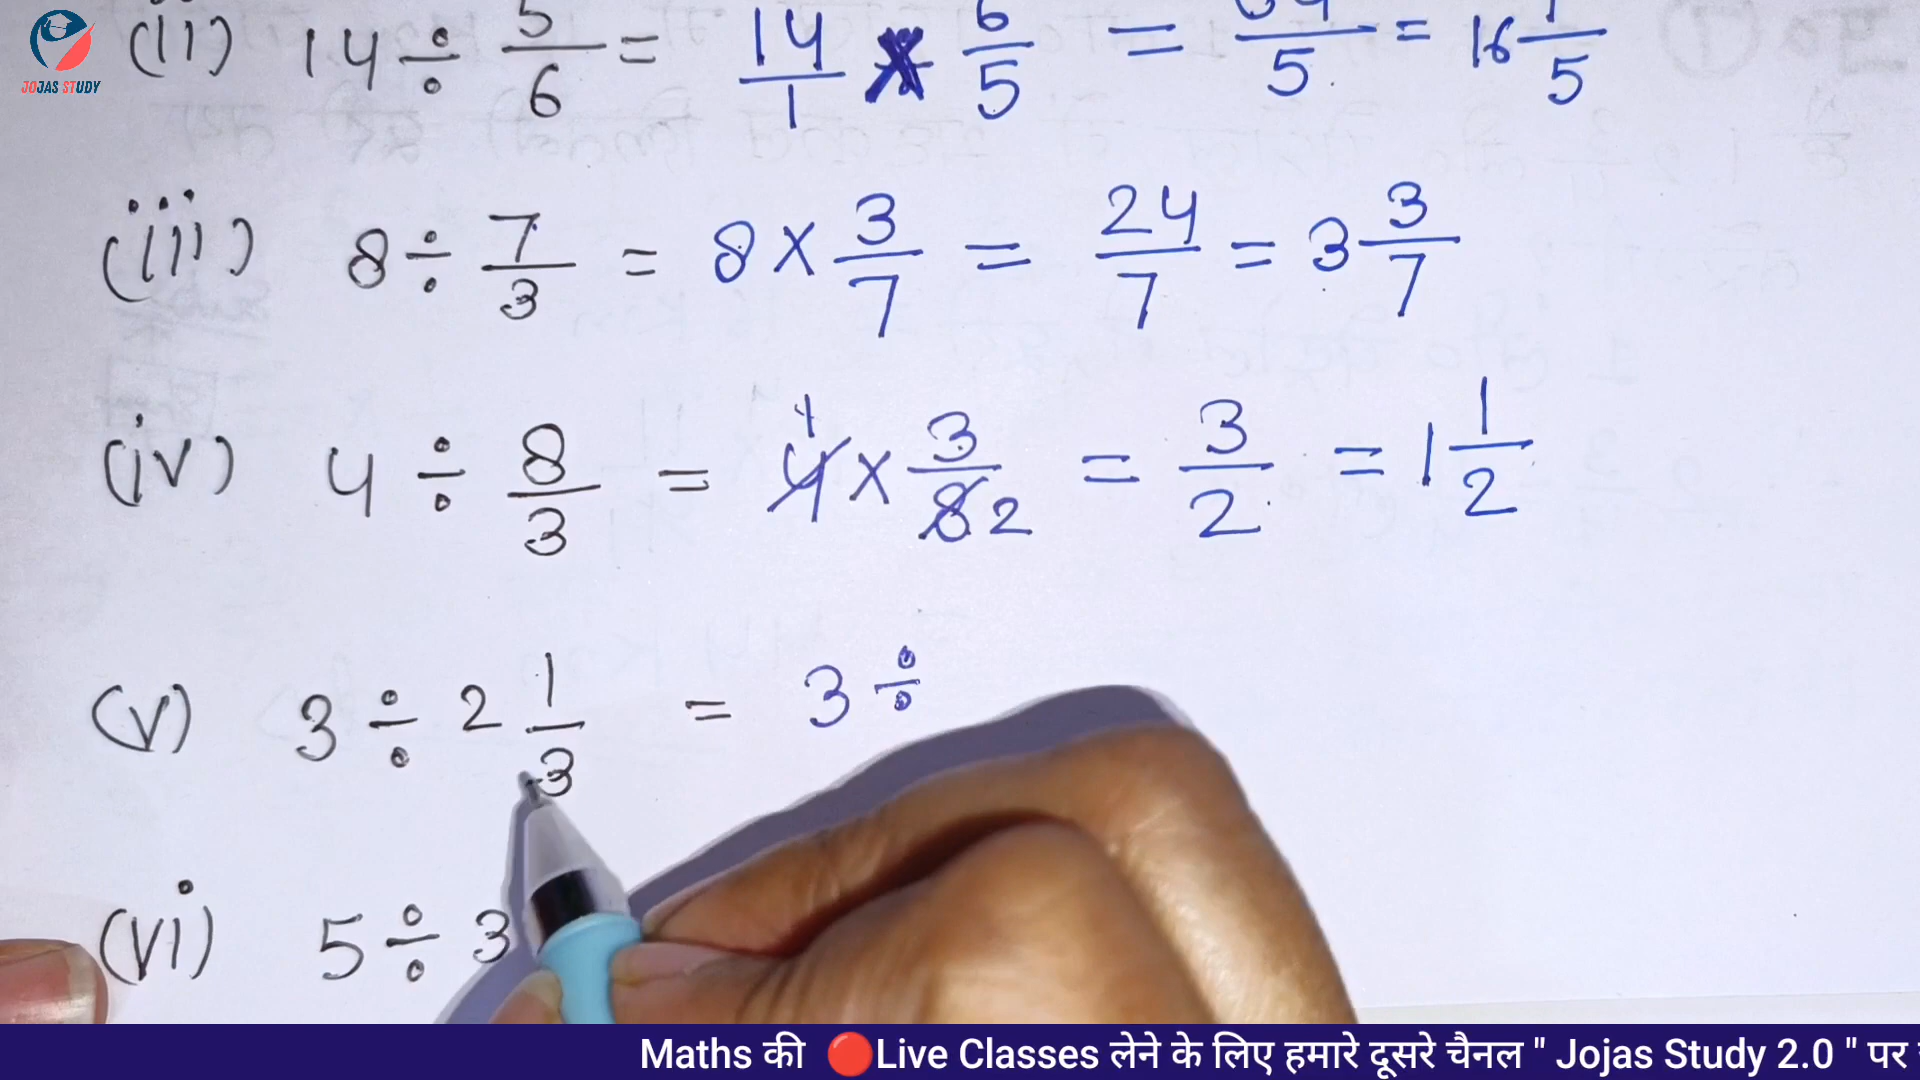 JOJAS STUDY
(ii) 14 ÷ 5/6 = 14/1 × 6/5 = 84/5 = 16
(iii) 8 ÷ 7/3 = 8 × 3/7 = 24/7 = 3 3/7
(iv) 4 ÷ 8/3 = 4 1 × 3/8 2 = 3/2 = 1 1/2
(v) 3 ÷ 2 1/3 = 3 ÷
(vi) 5 ÷ 3
Maths की 🔴Live Classes लेने के लिए हमारे दूसरे चैनल " Jojas Study 2.0 " पर